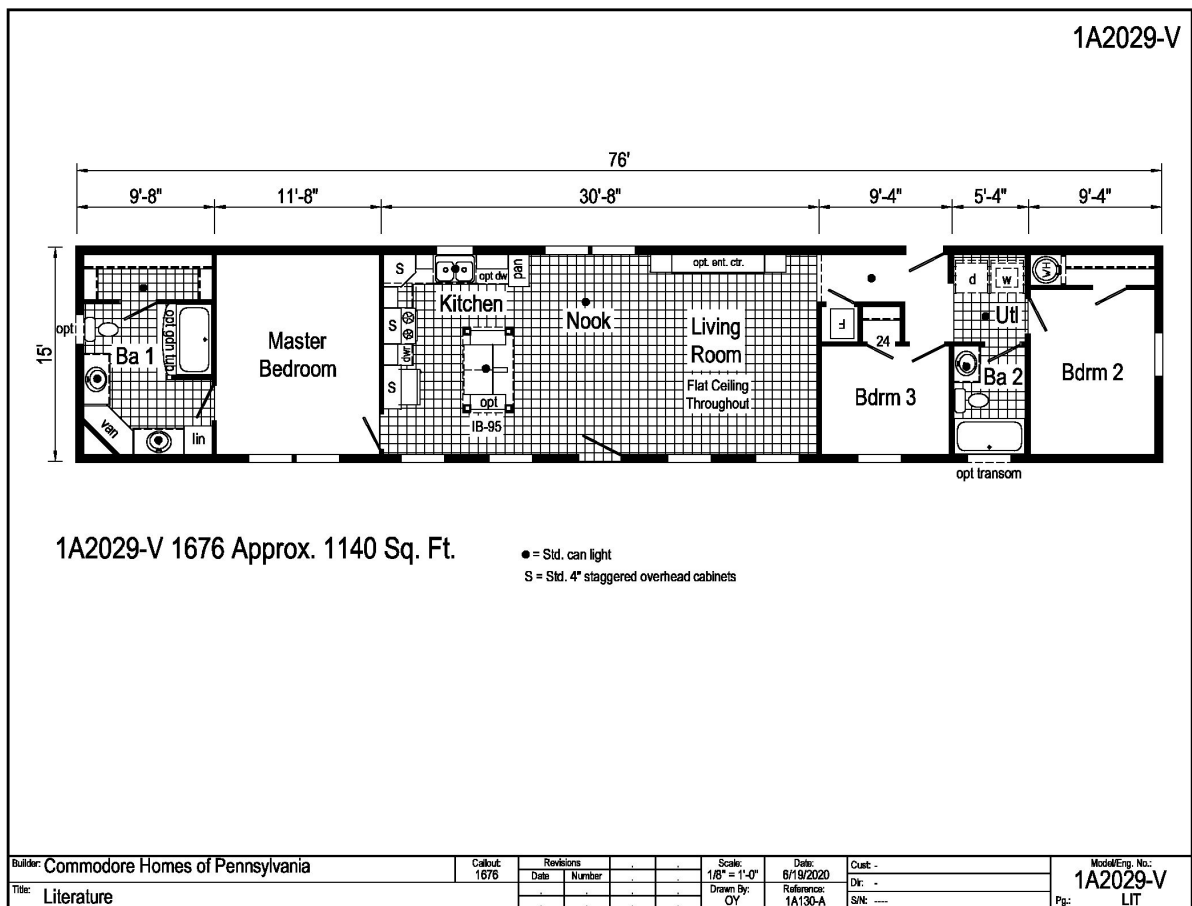 1A2029-V
76'
9'-8" 11'-8" 30'-8" 9'-4" 5'-4" 9'-4"
15'
S opt dw pan opt. ent. ctr. d w WH
opt Kitchen Nook Utl
Ba 1 opt gdn tub S Living Room F 24
Master Bedroom dwr Ba 2 Bdrm 2
S Flat Ceiling Throughout Bdrm 3
opt
IB-95
van lin
opt transom
1A2029-V 1676 Approx. 1140 Sq. Ft.
● = Std. can light
S = Std. 4" staggered overhead cabinets
Builder: Commodore Homes of Pennsylvania
Title: Literature
Callout:
1676
Revisions
Date Number
Scale:
1/8" = 1'-0"
Drawn By:
OY
Date:
6/19/2020
Reference:
1A130-A
Cust: -
Dir: -
S/N: ----
Model/Eng. No.:
1A2029-V
Pg.: LIT